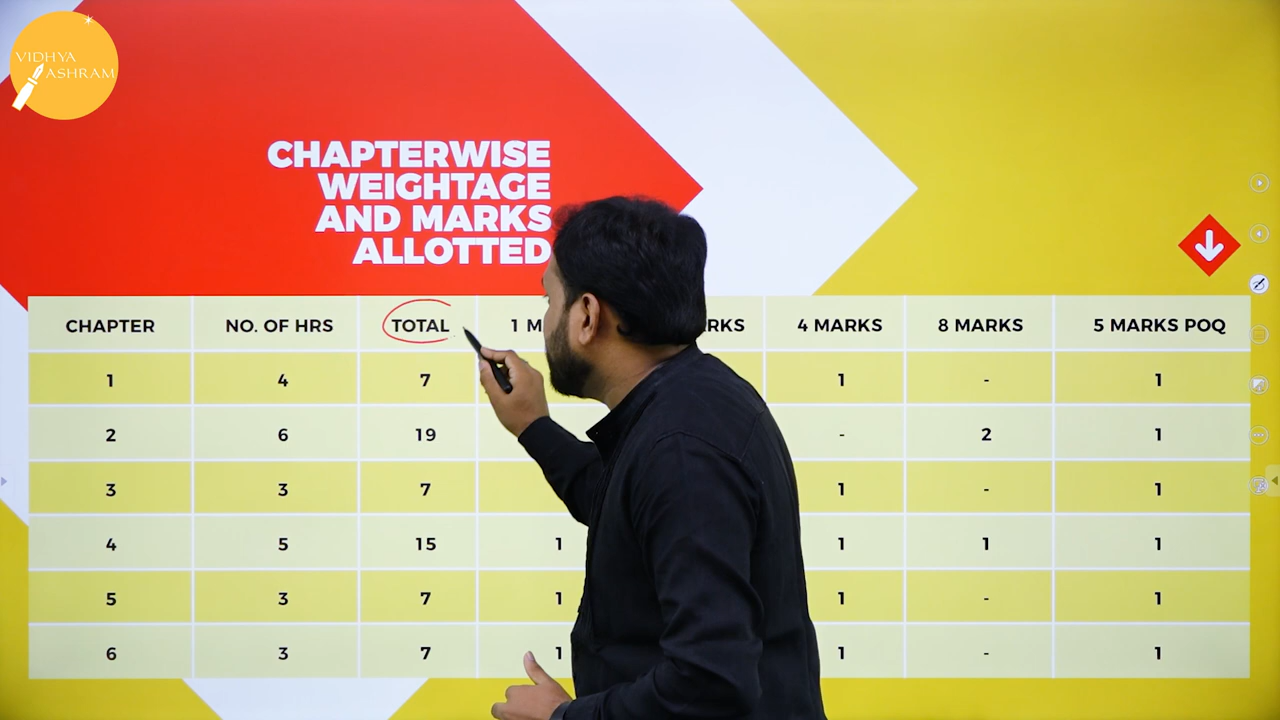 VIDHYA
ASHRAM
CHAPTERWISE
WEIGHTAGE
AND MARKS
ALLOTTED
CHAPTER NO. OF HRS TOTAL 1 4 MARKS 8 MARKS 5 MARKS POQ
1 4 7 1 - 1
2 6 19 - 2 1
3 3 7 1 - 1
4 5 15 1 1 1 1
5 3 7 1 1 - 1
6 3 7 1 1 - 1